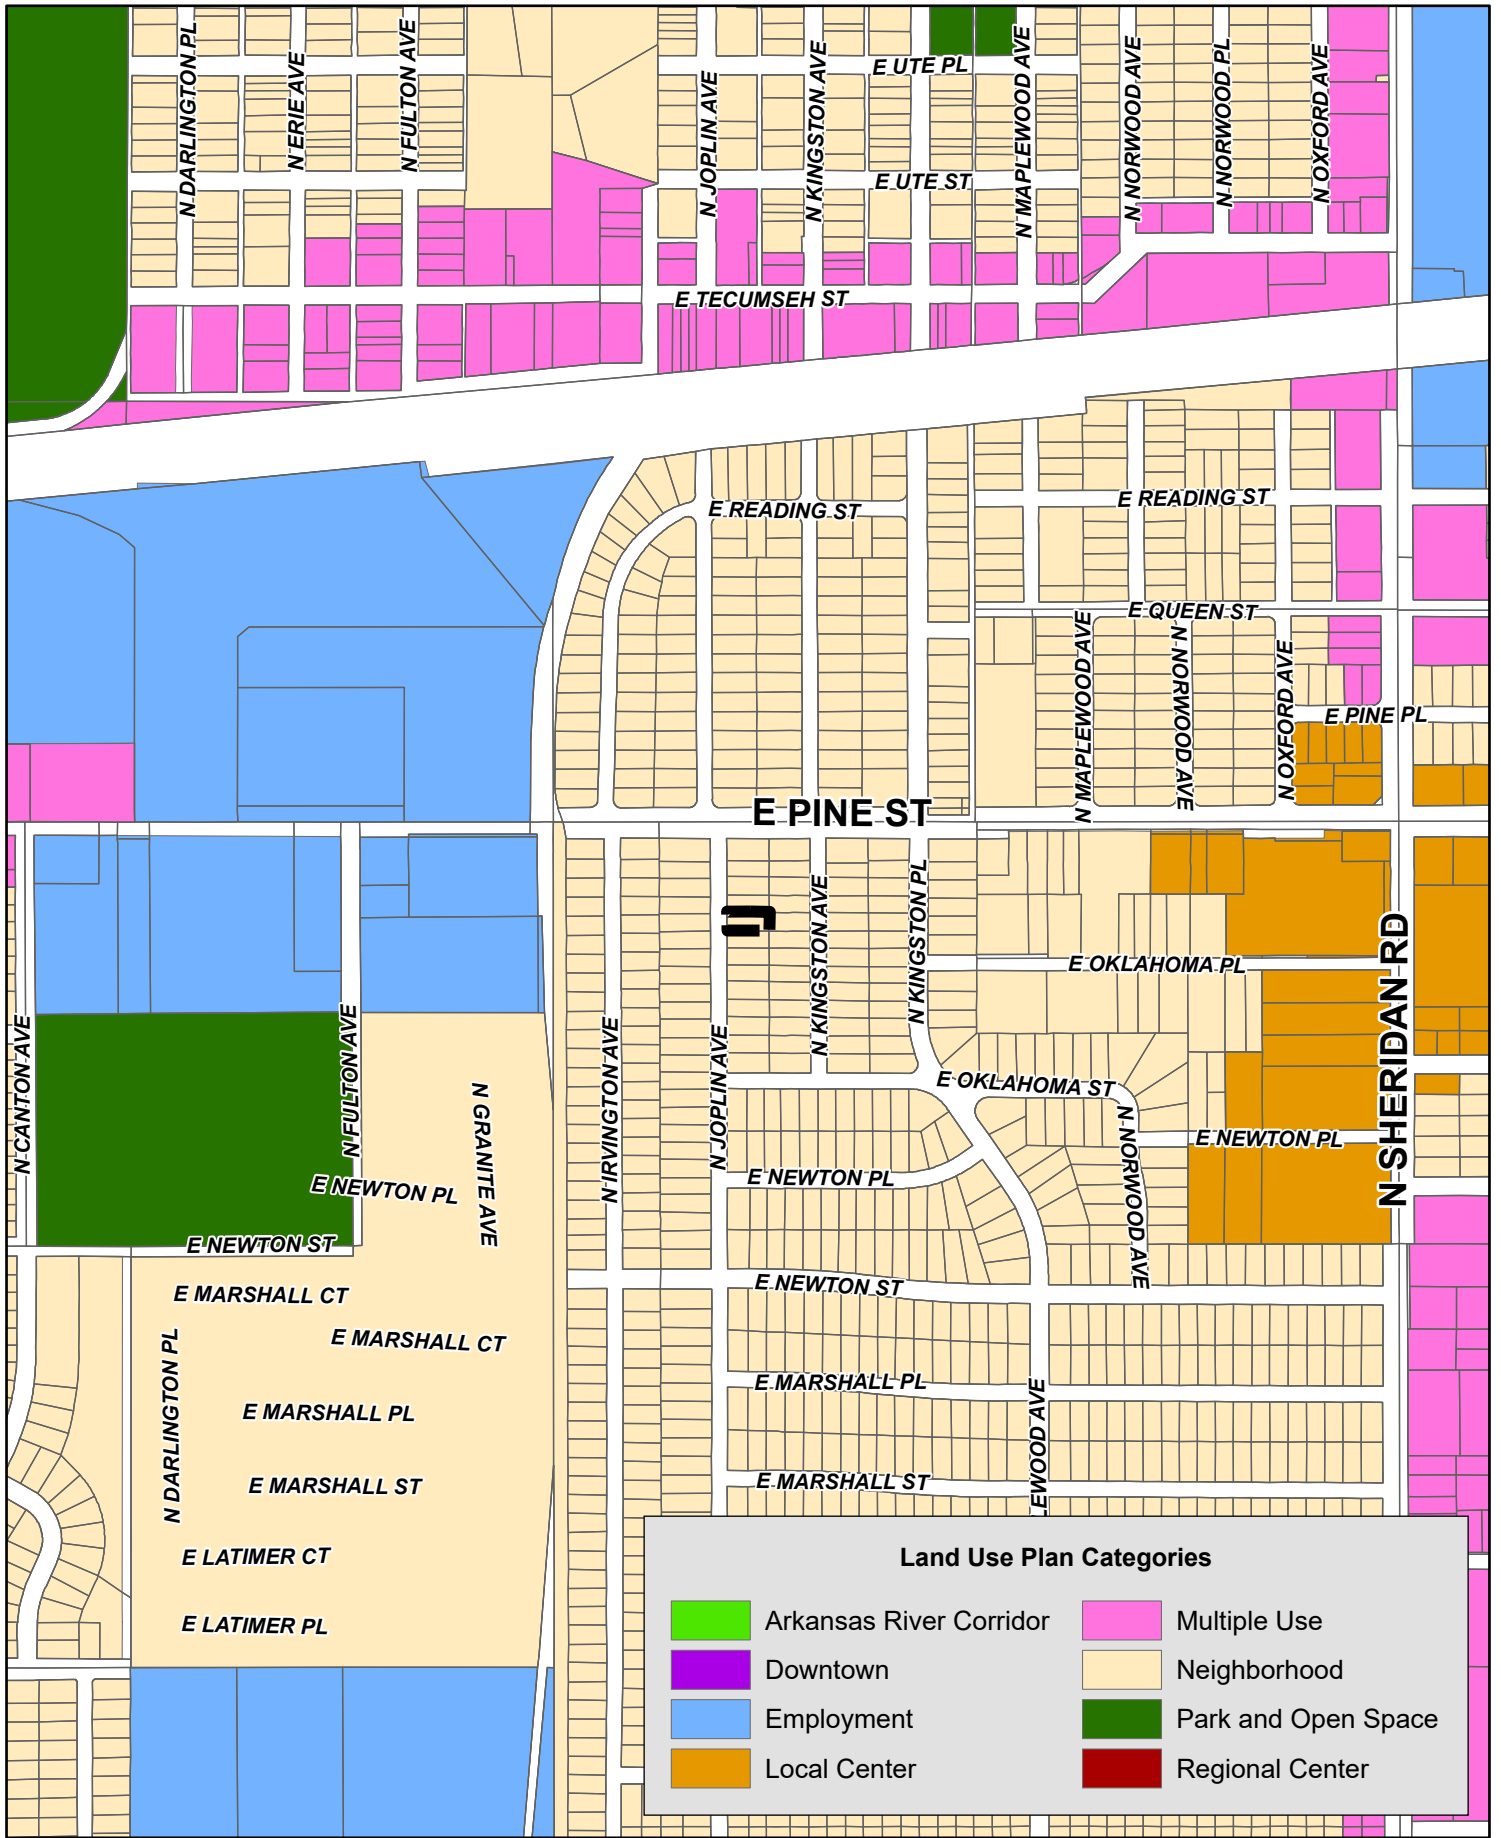 N DARLINGTON PL
N ERIE AVE
N FULTON AVE
N JOPLIN AVE
N KINGSTON AVE
E UTE PL
N MAPLEWOOD AVE
N NORWOOD AVE
N NORWOOD PL
N OXFORD AVE
E UTE ST
E TECUMSEH ST
E READING ST
E READING ST
E QUEEN ST
N MAPLEWOOD AVE
N NORWOOD AVE
N OXFORD AVE
E PINE PL
E PINE ST
N KINGSTON AVE
N KINGSTON PL
N SHERIDAN RD
E OKLAHOMA PL
N CANTON AVE
N FULTON AVE
N GRANITE AVE
N IRVINGTON AVE
N JOPLIN AVE
E OKLAHOMA ST
N NORWOOD AVE
E NEWTON PL
E NEWTON PL
E NEWTON PL
E NEWTON ST
E NEWTON ST
E MARSHALL CT
E MARSHALL CT
N DARLINGTON PL
E MARSHALL PL
E MARSHALL PL
LEWOOD AVE
E MARSHALL ST
E MARSHALL ST
E LATIMER CT
E LATIMER PL
Land Use Plan Categories
Arkansas River Corridor
Downtown
Employment
Local Center
Multiple Use
Neighborhood
Park and Open Space
Regional Center